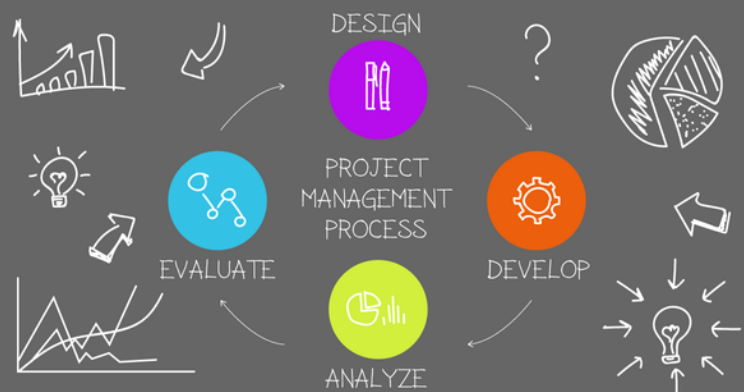 DESIGN
PROJECT
MANAGEMENT
PROCESS
EVALUATE
DEVELOP
ANALYZE
?